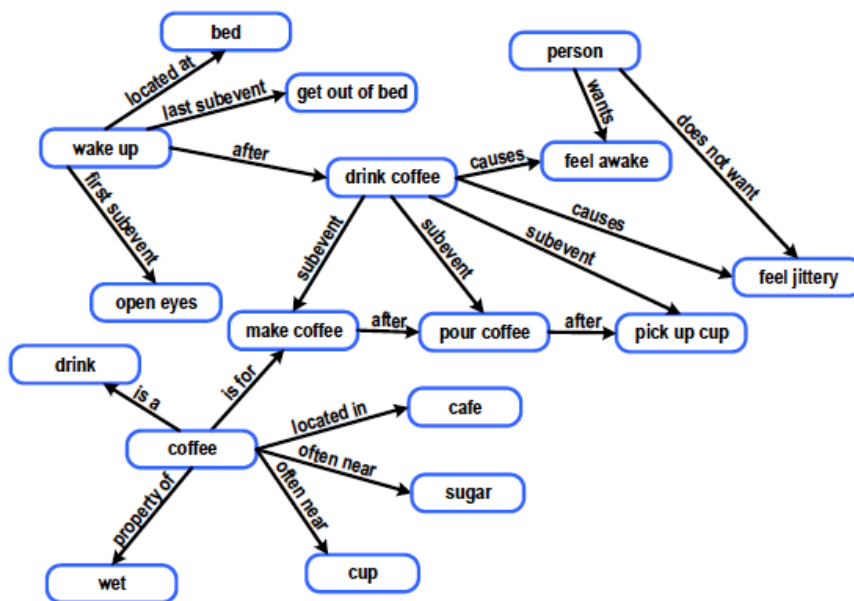 bed
person
located at
last subevent
get out of bed
wants
does not want
wake up
after
drink coffee
causes
feel awake
first subevent
subevent
subevent
subevent
causes
feel jittery
open eyes
make coffee
after
pour coffee
after
pick up cup
drink
is a
is for
coffee
located in
cafe
often near
sugar
often near
property of
wet
cup